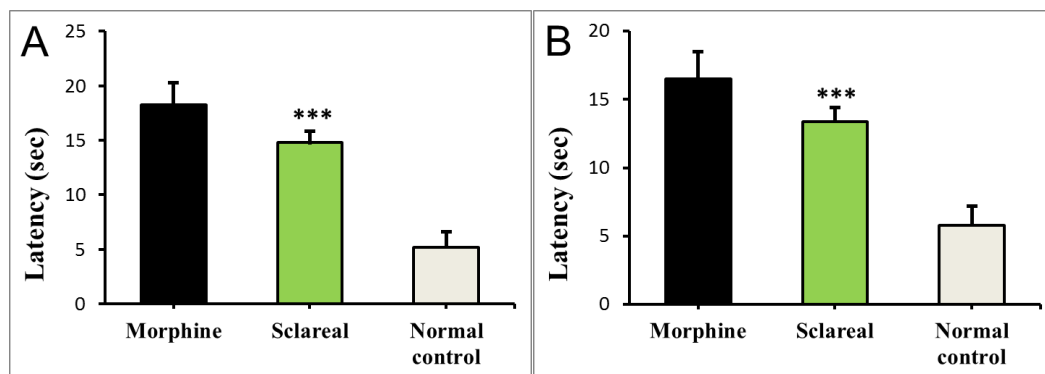 A
Latency (sec)
25
20
15
10
5
0
***
Morphine
Sclareal
Normal
control
B
Latency (sec)
20
15
10
5
0
***
Morphine
Sclareal
Normal
control